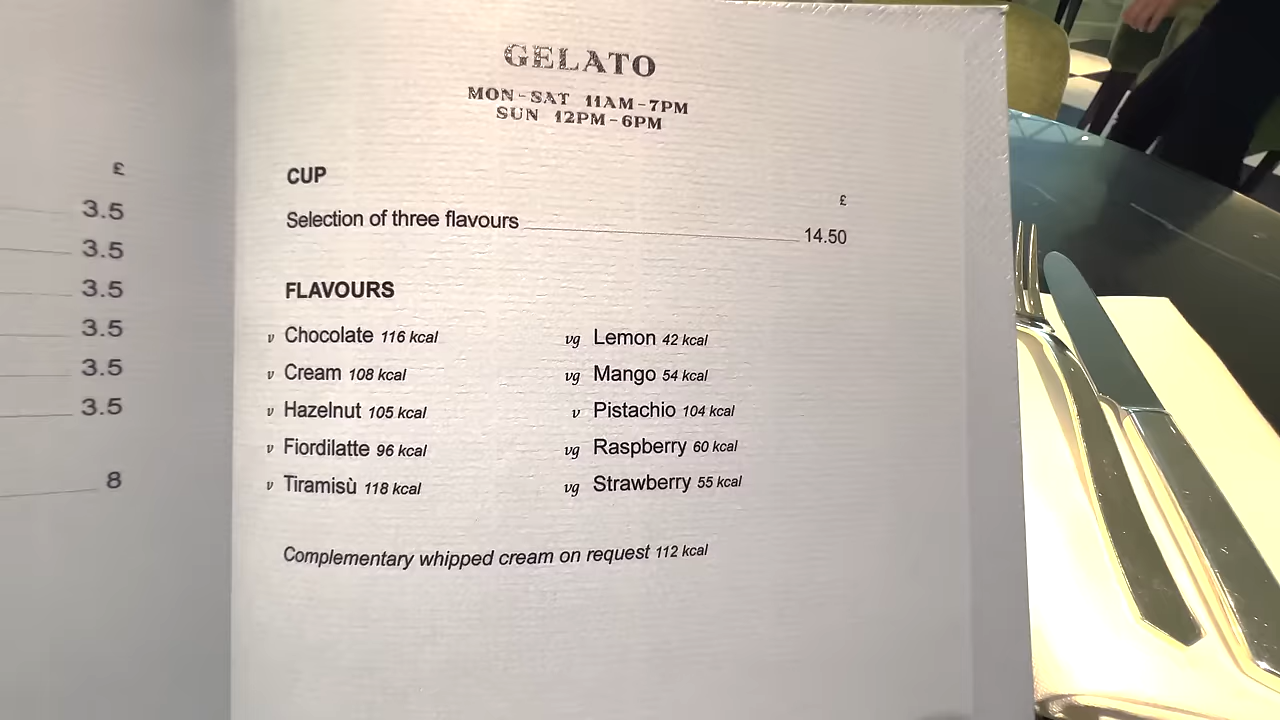 £
3.5
3.5
3.5
3.5
3.5
3.5
8
GELATO
MON-SAT 11AM-7PM
SUN 12PM-6PM
CUP
£
Selection of three flavours 14.50
FLAVOURS
v Chocolate 116 kcal
v Cream 108 kcal
v Hazelnut 105 kcal
v Fiordilatte 96 kcal
v Tiramisù 118 kcal
vg Lemon 42 kcal
vg Mango 54 kcal
v Pistachio 104 kcal
vg Raspberry 60 kcal
vg Strawberry 55 kcal
Complementary whipped cream on request 112 kcal